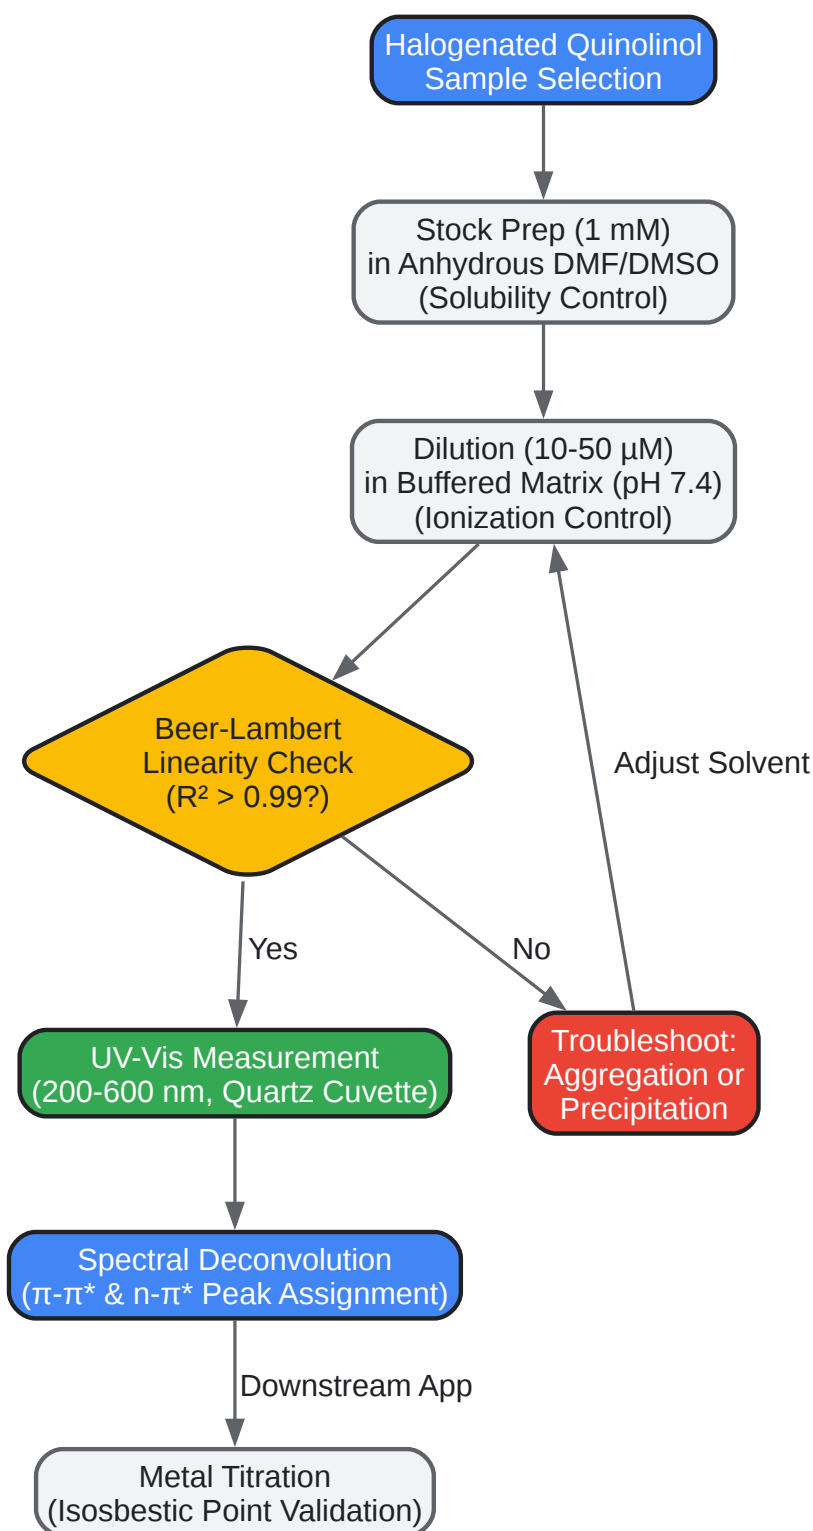 Halogenated Quinolinol
Sample Selection
Stock Prep (1 mM)
in Anhydrous DMF/DMSO
(Solubility Control)
Dilution (10-50 µM)
in Buffered Matrix (pH 7.4)
(Ionization Control)
Beer-Lambert
Linearity Check
(R² > 0.99?)
Adjust Solvent
Yes
No
UV-Vis Measurement
(200-600 nm, Quartz Cuvette)
Troubleshoot:
Aggregation or
Precipitation
Spectral Deconvolution
(π-π* & n-π* Peak Assignment)
Downstream App
Metal Titration
(Isosbestic Point Validation)